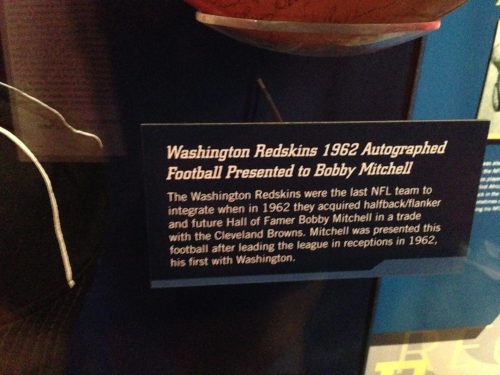 Washington Redskins 1962 Autographed
Football Presented to Bobby Mitchell
The Washington Redskins were the last NFL team to
integrate when in 1962 they acquired halfback/flanker
and future Hall of Famer Bobby Mitchell in a trade
with the Cleveland Browns. Mitchell was presented this
football after leading the league in receptions in 1962,
his first with Washington.